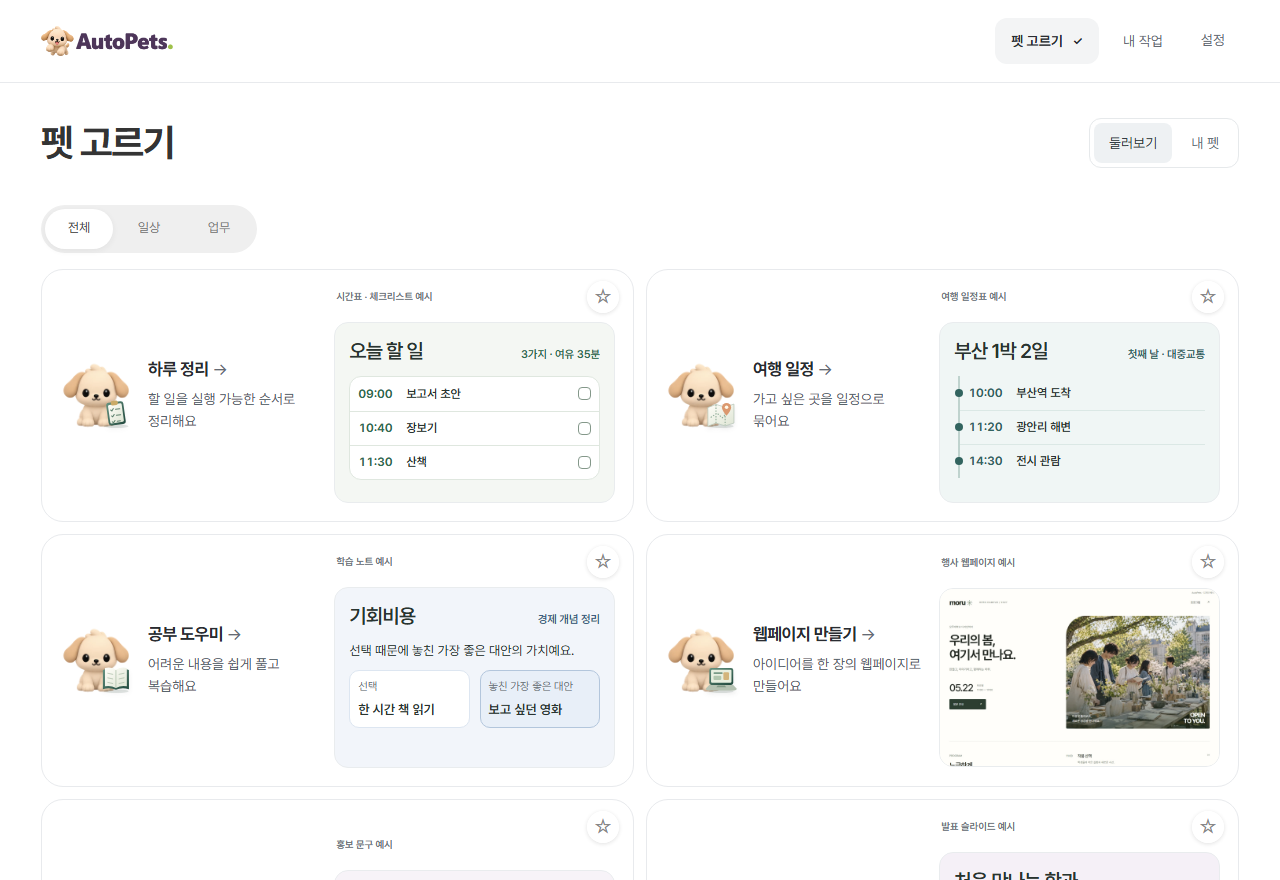 AutoPets.
펫 고르기
내 작업
설정
펫 고르기
둘러보기
내 펫
전체
일상
업무
하루 정리 →
할 일을 실행 가능한 순서로
정리해요
시간표 · 체크리스트 예시
오늘 할 일
3가지 · 여유 35분
09:00 보고서 초안
10:40 장보기
11:30 산책
여행 일정 →
가고 싶은 곳을 일정으로
묶어요
여행 일정표 예시
부산 1박 2일
첫째 날 · 대중교통
10:00 부산역 도착
11:20 광안리 해변
14:30 전시 관람
공부 도우미 →
어려운 내용을 쉽게 풀고
복습해요
학습 노트 예시
기회비용
경제 개념 정리
선택 때문에 놓친 가장 좋은 대안의 가치예요.
선택
한 시간 책 읽기
놓친 가장 좋은 대안
보고 싶던 영화
웹페이지 만들기 →
아이디어를 한 장의 웹페이지로
만들어요
행사 웹페이지 예시
moru
우리의 봄,
여기서 만나요.
05.22
OPEN
TO YOU.
홍보 문구 예시
발표 슬라이드 예시
처음 만나는 학과